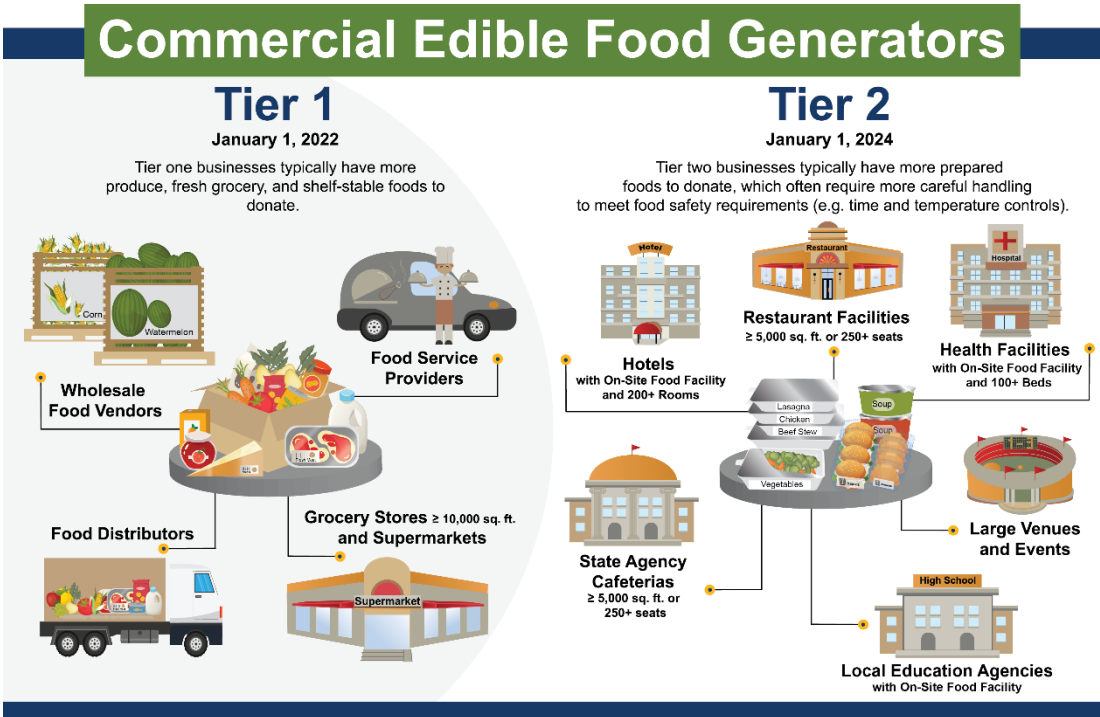 Commercial Edible Food Generators
Tier 1
January 1, 2022
Tier one businesses typically have more
produce, fresh grocery, and shelf-stable foods to
donate.
Corn
Watermelon
Wholesale
Food Vendors
Food Service
Providers
Food Distributors
Grocery Stores ≥ 10,000 sq. ft.
and Supermarkets
Supermarket
Tier 2
January 1, 2024
Tier two businesses typically have more prepared
foods to donate, which often require more careful handling
to meet food safety requirements (e.g. time and temperature controls).
Hotel
Hotels
with On-Site Food Facility
and 200+ Rooms
Restaurant
Restaurant Facilities
≥ 5,000 sq. ft. or 250+ seats
Hospital
Health Facilities
with On-Site Food Facility
and 100+ Beds
Lasagna
Chicken
Beef Stew
Vegetables
Soup
Soup
State Agency
Cafeterias
≥ 5,000 sq. ft. or
250+ seats
Large Venues
and Events
High School
Local Education Agencies
with On-Site Food Facility